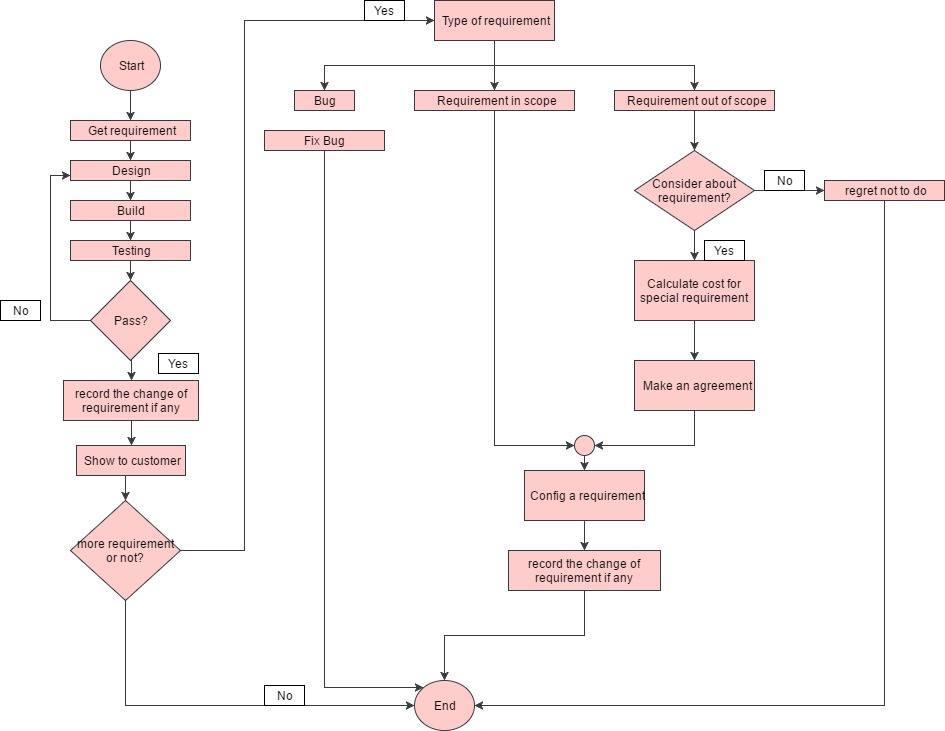 Yes
Type of requirement
Start
Bug
Requirement in scope
Requirement out of scope
Get requirement
Fix Bug
Design
Consider about
requirement?
No
regret not to do
Build
Testing
Yes
Calculate cost for
special requirement
No
Pass?
Yes
record the change of
requirement if any
Make an agreement
Show to customer
Config a requirement
more requirement
or not?
record the change of
requirement if any
No
End